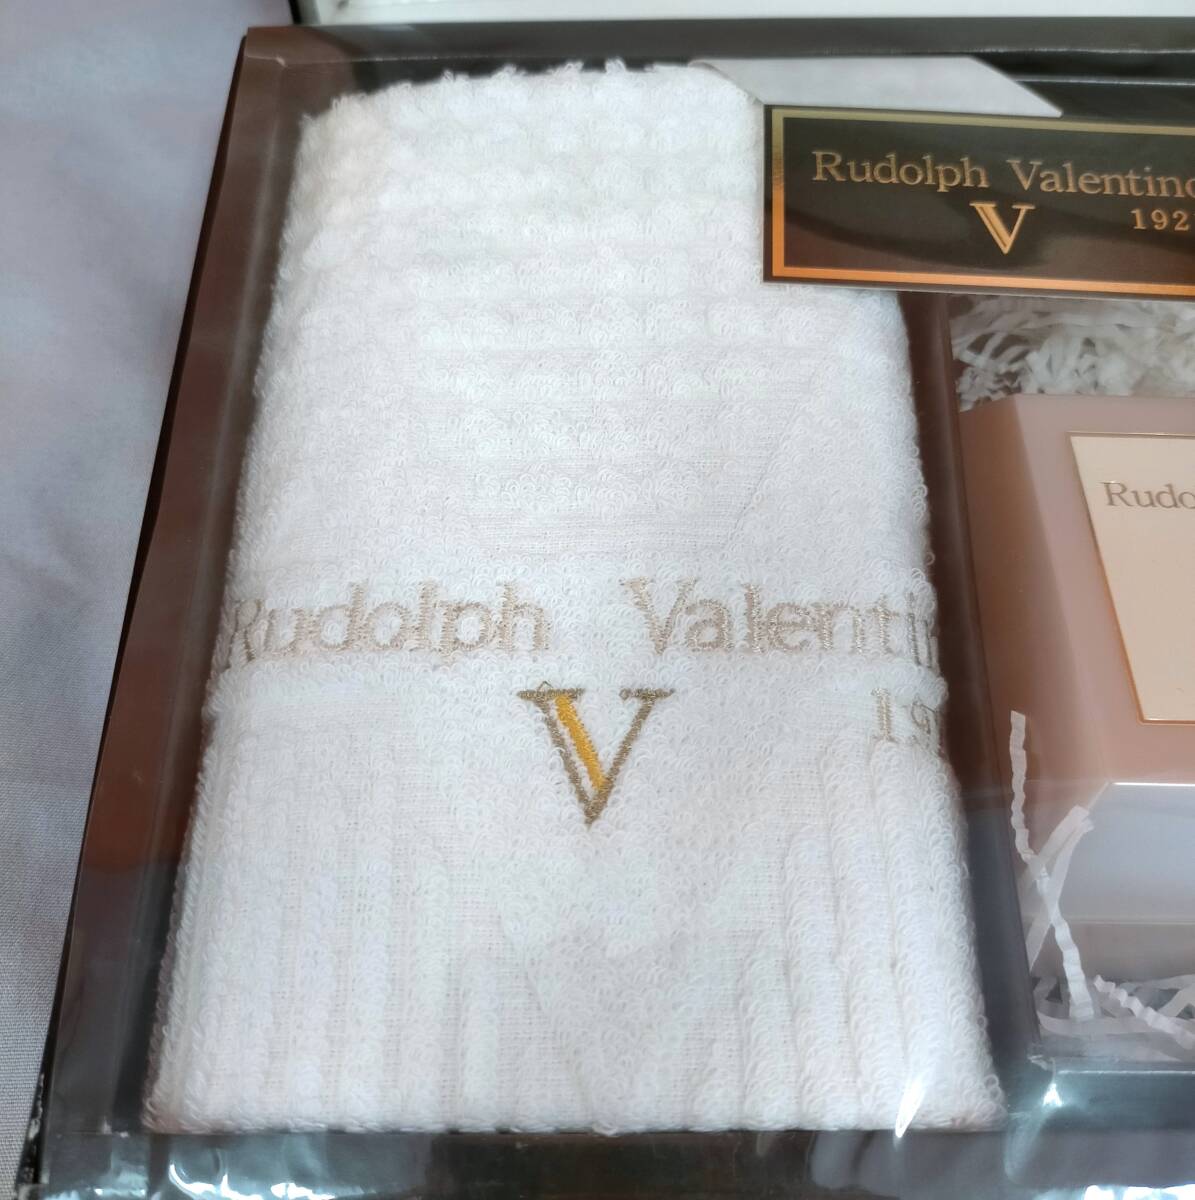 Rudolph Valentino
V
192
Rudo
Rudolph Valenti
V
19